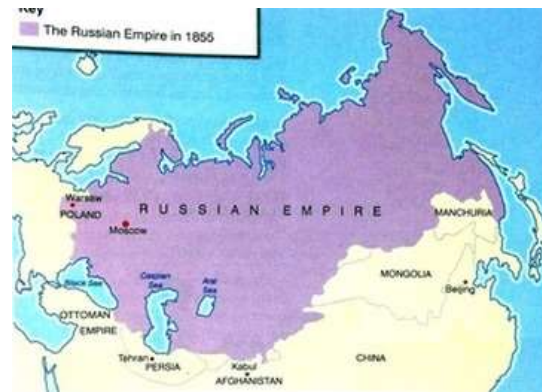 Key
The Russian Empire in 1855
Warsaw
POLAND
Moscow
RUSSIAN EMPIRE
MANCHURIA
MONGOLIA
Beijing
Black Sea
Caspian
Sea
Aral
Sea
OTTOMAN
EMPIRE
Tehran
PERSIA
Kabul
AFGHANISTAN
CHINA